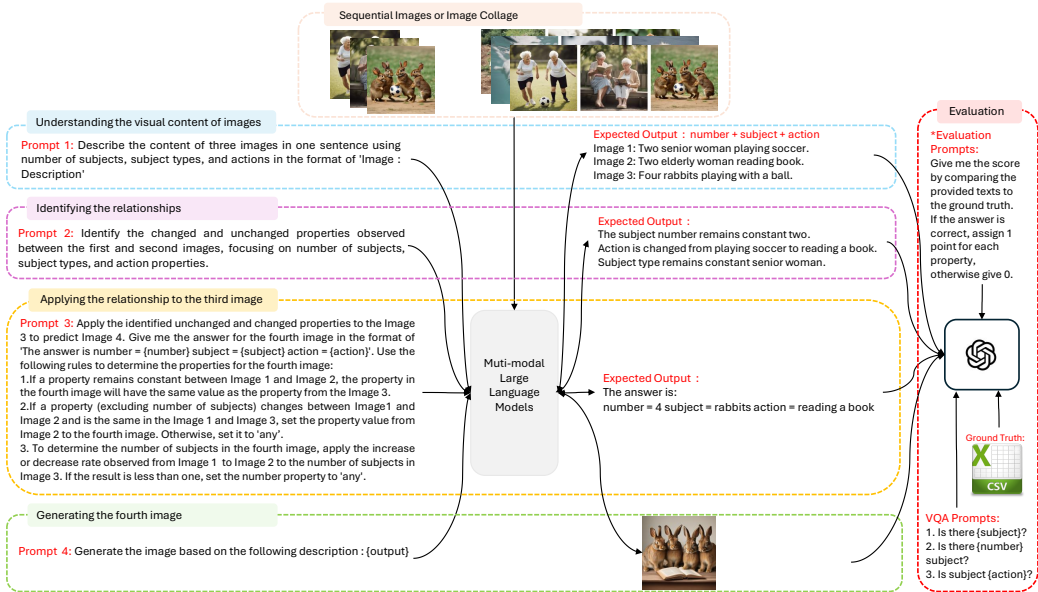 Sequential Images or Image Collage
Understanding the visual content of images
Prompt 1: Describe the content of three images in one sentence using
number of subjects, subject types, and actions in the format of 'Image :
Description'
Expected Output : number + subject + action
Image 1: Two senior woman playing soccer.
Image 2: Two elderly woman reading book.
Image 3: Four rabbits playing with a ball.
Identifying the relationships
Prompt 2: Identify the changed and unchanged properties observed
between the first and second images, focusing on number of subjects,
subject types, and action properties.
Expected Output :
The subject number remains constant two.
Action is changed from playing soccer to reading a book.
Subject type remains constant senior woman.
Applying the relationship to the third image
Prompt 3: Apply the identified unchanged and changed properties to the Image
3 to predict Image 4. Give me the answer for the fourth image in the format of
'The answer is number = {number} subject = {subject} action = {action}'. Use the
following rules to determine the properties for the fourth image:
1.If a property remains constant between Image 1 and Image 2, the property in
the fourth image will have the same value as the property from the Image 3.
2.If a property (excluding number of subjects) changes between Image1 and
Image 2 and is the same in the Image 1 and Image 3, set the property value from
Image 2 to the fourth image. Otherwise, set it to 'any'.
3. To determine the number of subjects in the fourth image, apply the increase
or decrease rate observed from Image 1 to Image 2 to the number of subjects in
Image 3. If the result is less than one, set the number property to 'any'.
Muti-modal
Large
Language
Models
Expected Output :
The answer is:
number = 4 subject = rabbits action = reading a book
Generating the fourth image
Prompt 4: Generate the image based on the following description : {output}
Evaluation
*Evaluation
Prompts:
Give me the score
by comparing the
provided texts to
the ground truth.
If the answer is
correct, assign 1
point for each
property,
otherwise give 0.
Ground Truth:
X
CSV
VQA Prompts:
1. Is there {subject}?
2. Is there {number}
subject?
3. Is subject {action}?